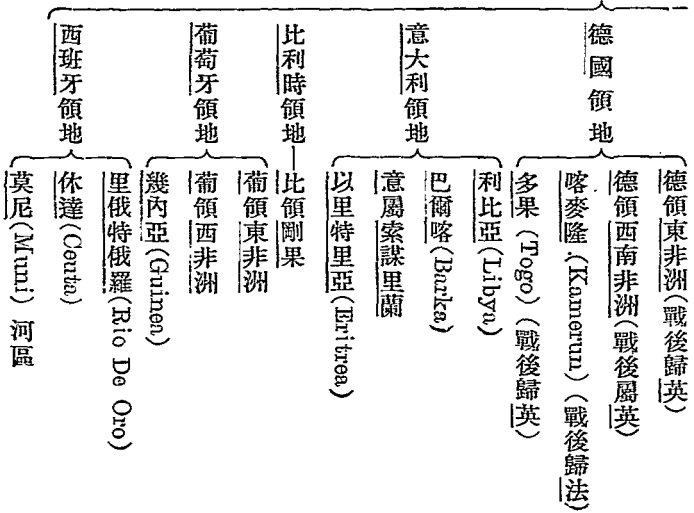 德國領地
德領東非洲(戰後歸英)
德領西南非洲(戰後屬英)
喀麥隆.(Kamerun)(戰後歸法)
多果(Togo)(戰後歸英)
意大利領地
利比亞(Libya)
巴爾喀(Barka)
意屬索謀里蘭
以里特里亞(Eritrea)
比利時領地
比領剛果
葡萄牙領地
葡領東非洲
葡領西非洲
幾內亞(Guinea)
西班牙領地
里俄特俄羅(Rio De Oro)
休達(Ceuta)
莫尼(Muni)河區